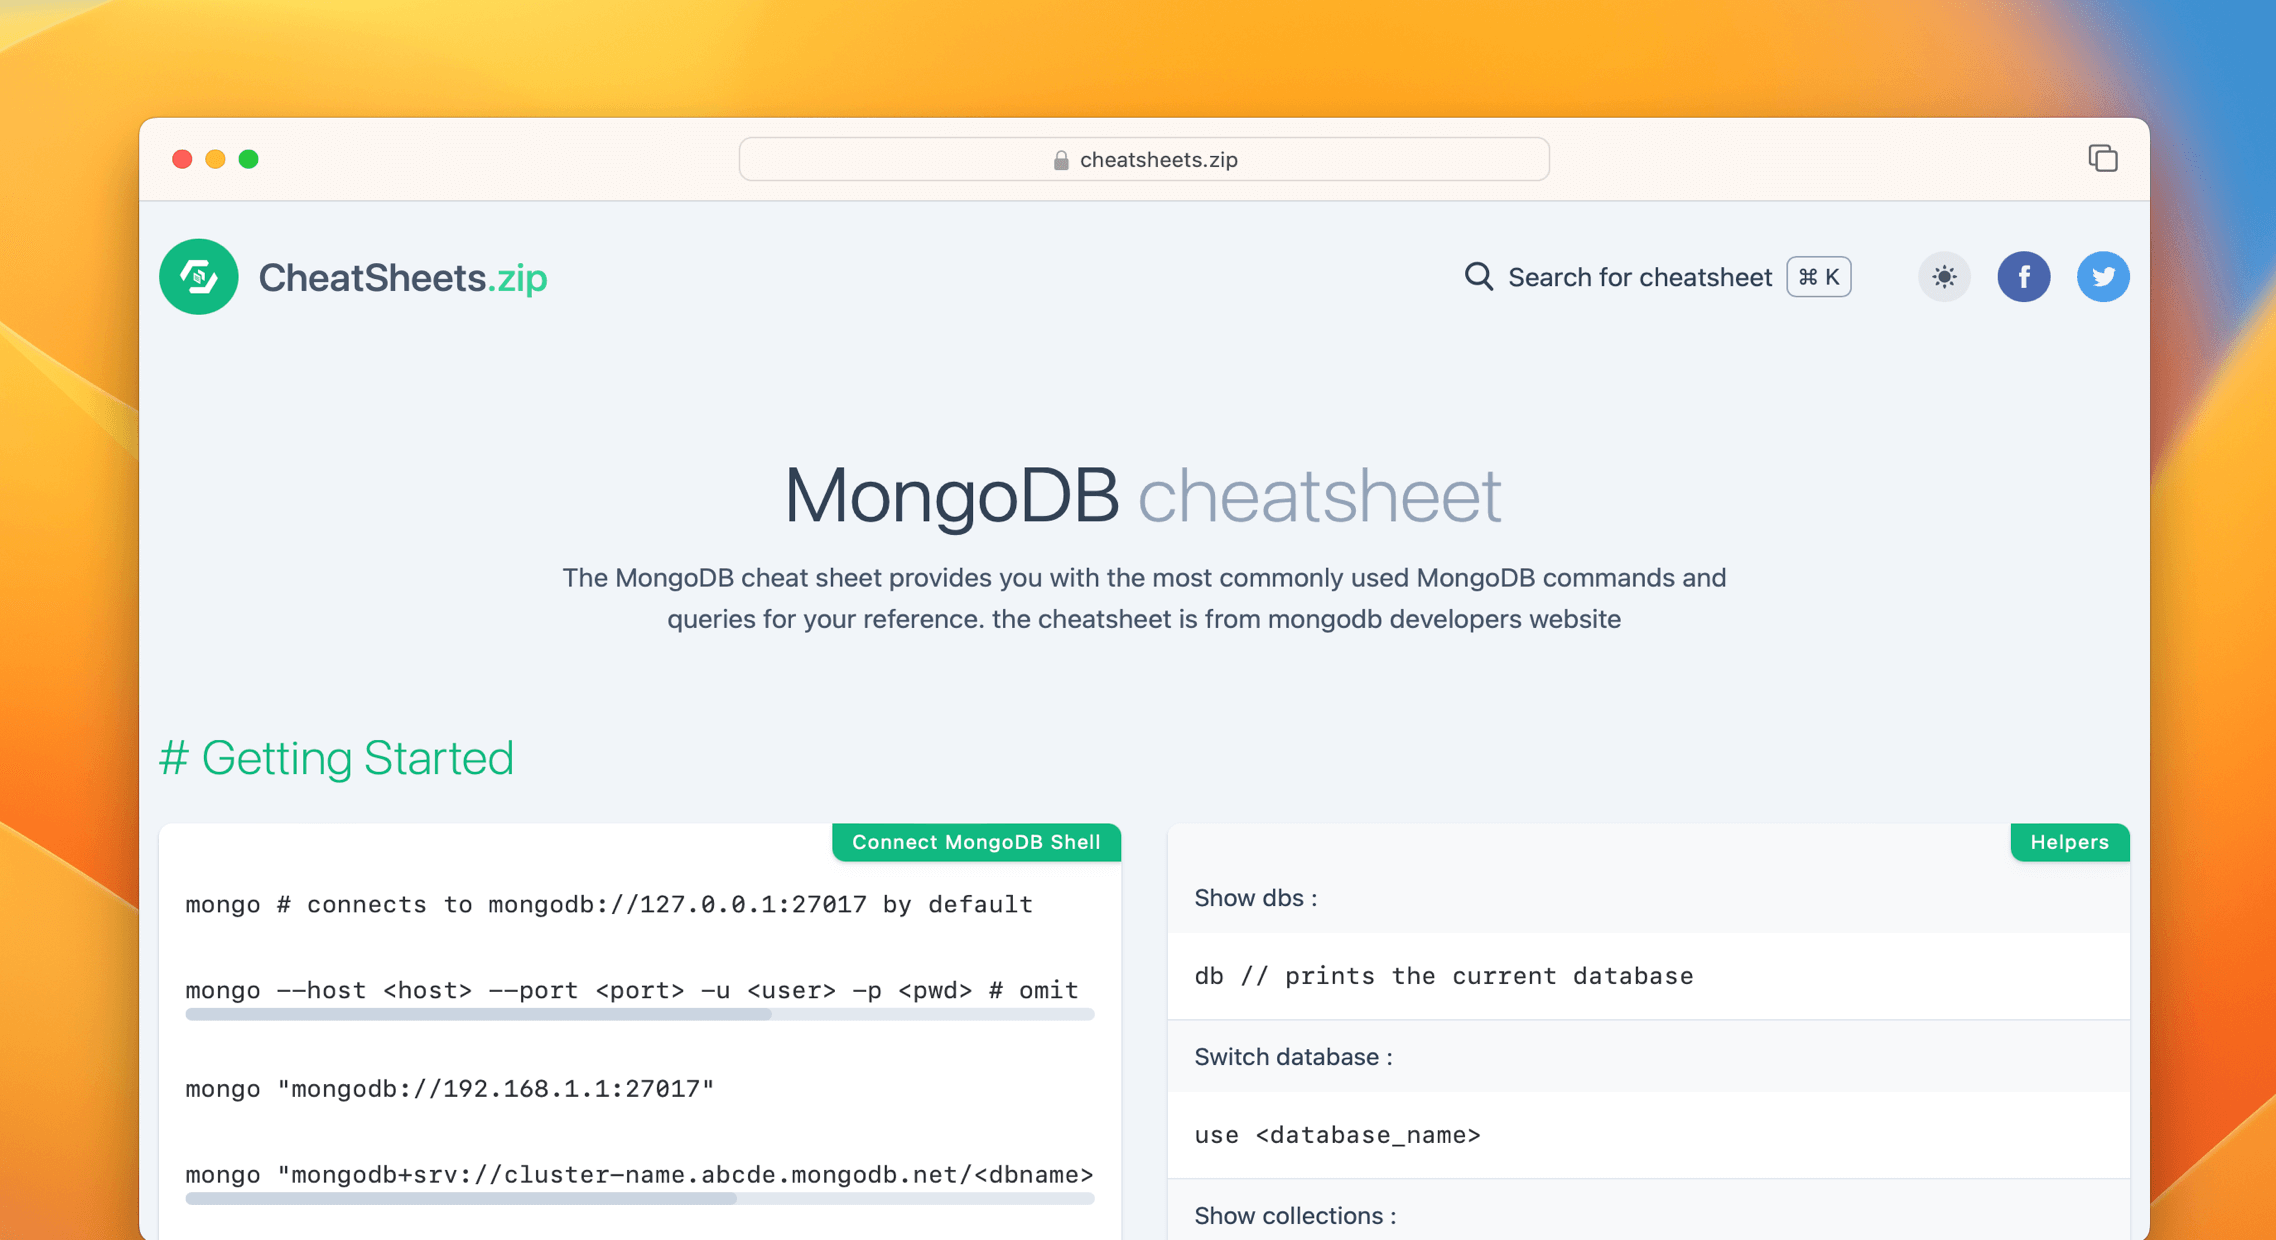 cheatsheets.zip
CheatSheets.zip
Search for cheatsheet ⌘ K
MongoDB cheatsheet
The MongoDB cheat sheet provides you with the most commonly used MongoDB commands and
queries for your reference. the cheatsheet is from mongodb developers website
# Getting Started
Connect MongoDB Shell
mongo # connects to mongodb://127.0.0.1:27017 by default
mongo --host <host> --port <port> -u <user> -p <pwd> # omit
mongo "mongodb://192.168.1.1:27017"
mongo "mongodb+srv://cluster-name.abcde.mongodb.net/<dbname>
Helpers
Show dbs :
db // prints the current database
Switch database :
use <database_name>
Show collections :